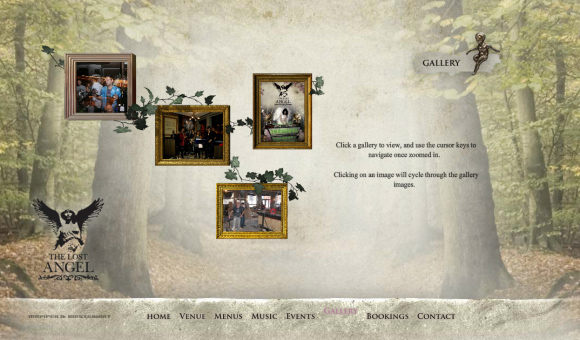 GALLERY
ANGEL
Click a gallery to view, and use the cursor keys to
navigate once zoomed in.
Clicking on an image will cycle through the gallery
images.
THE LOST
ANGEL
HOME VENUE MENUS MUSIC EVENTS GALLERY BOOKINGS CONTACT